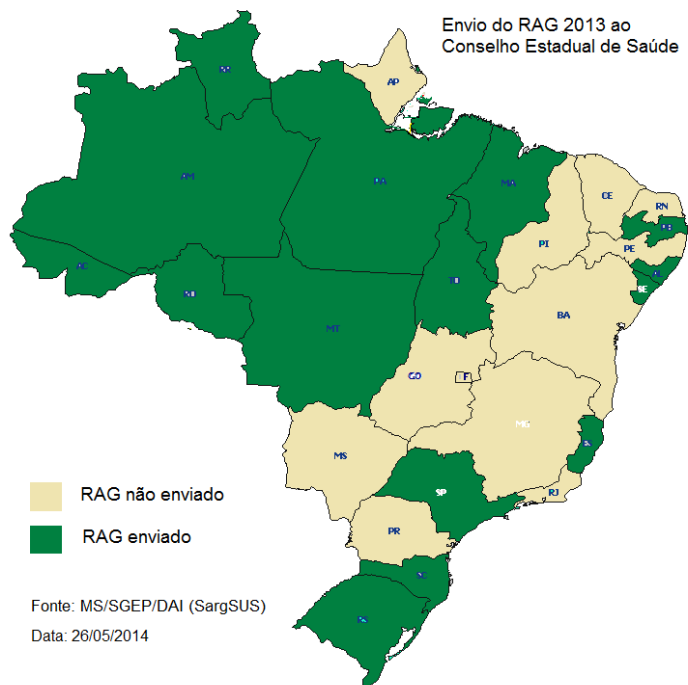 Envio do RAG 2013 ao
Conselho Estadual de Saúde
RR
AP
AM
PA
MA
CE
RN
PB
PI
PE
AC
AL
RO
TO
SE
MT
BA
GO
F
MG
ES
MS
SP
RJ
PR
SC
RS
RAG não enviado
RAG enviado
Fonte: MS/SGEP/DAI (SargSUS)
Data: 26/05/2014